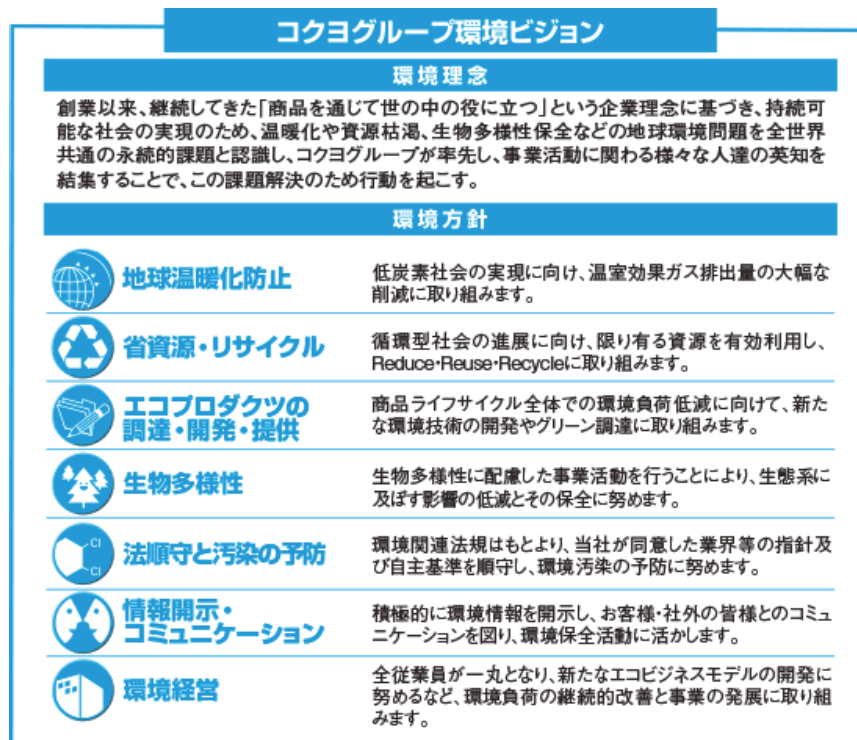 コクヨグループ環境ビジョン
環境理念
創業以来、継続してきた「商品を通じて世の中の役に立つ」という企業理念に基づき、持続可
能な社会の実現のため、温暖化や資源枯渇、生物多様性保全などの地球環境問題を全世界
共通の永続的課題と認識し、コクヨグループが率先し、事業活動に関わる様々な人達の英知を
結集することで、この課題解決のため行動を起こす。
環境方針
地球温暖化防止
低炭素社会の実現に向け、温室効果ガス排出量の大幅な
削減に取り組みます。
省資源・リサイクル
循環型社会の進展に向け、限り有る資源を有効利用し、
Reduce・Reuse・Recycleに取り組みます。
エコプロダクツの
調達・開発・提供
商品ライフサイクル全体での環境負荷低減に向けて、新た
な環境技術の開発やグリーン調達に取り組みます。
生物多様性
生物多様性に配慮した事業活動を行うことにより、生態系に
及ぼす影響の低減とその保全に努めます。
Cl
Cl
法順守と汚染の予防
環境関連法規はもとより、当社が同意した業界等の指針及
び自主基準を順守し、環境汚染の予防に努めます。
情報開示・
コミュニケーション
積極的に環境情報を開示し、お客様・社外の皆様とのコミュ
ニケーションを図り、環境保全活動に活かします。
環境経営
全従業員が一丸となり、新たなエコビジネスモデルの開発に
努めるなど、環境負荷の継続的改善と事業の発展に取り組
みます。